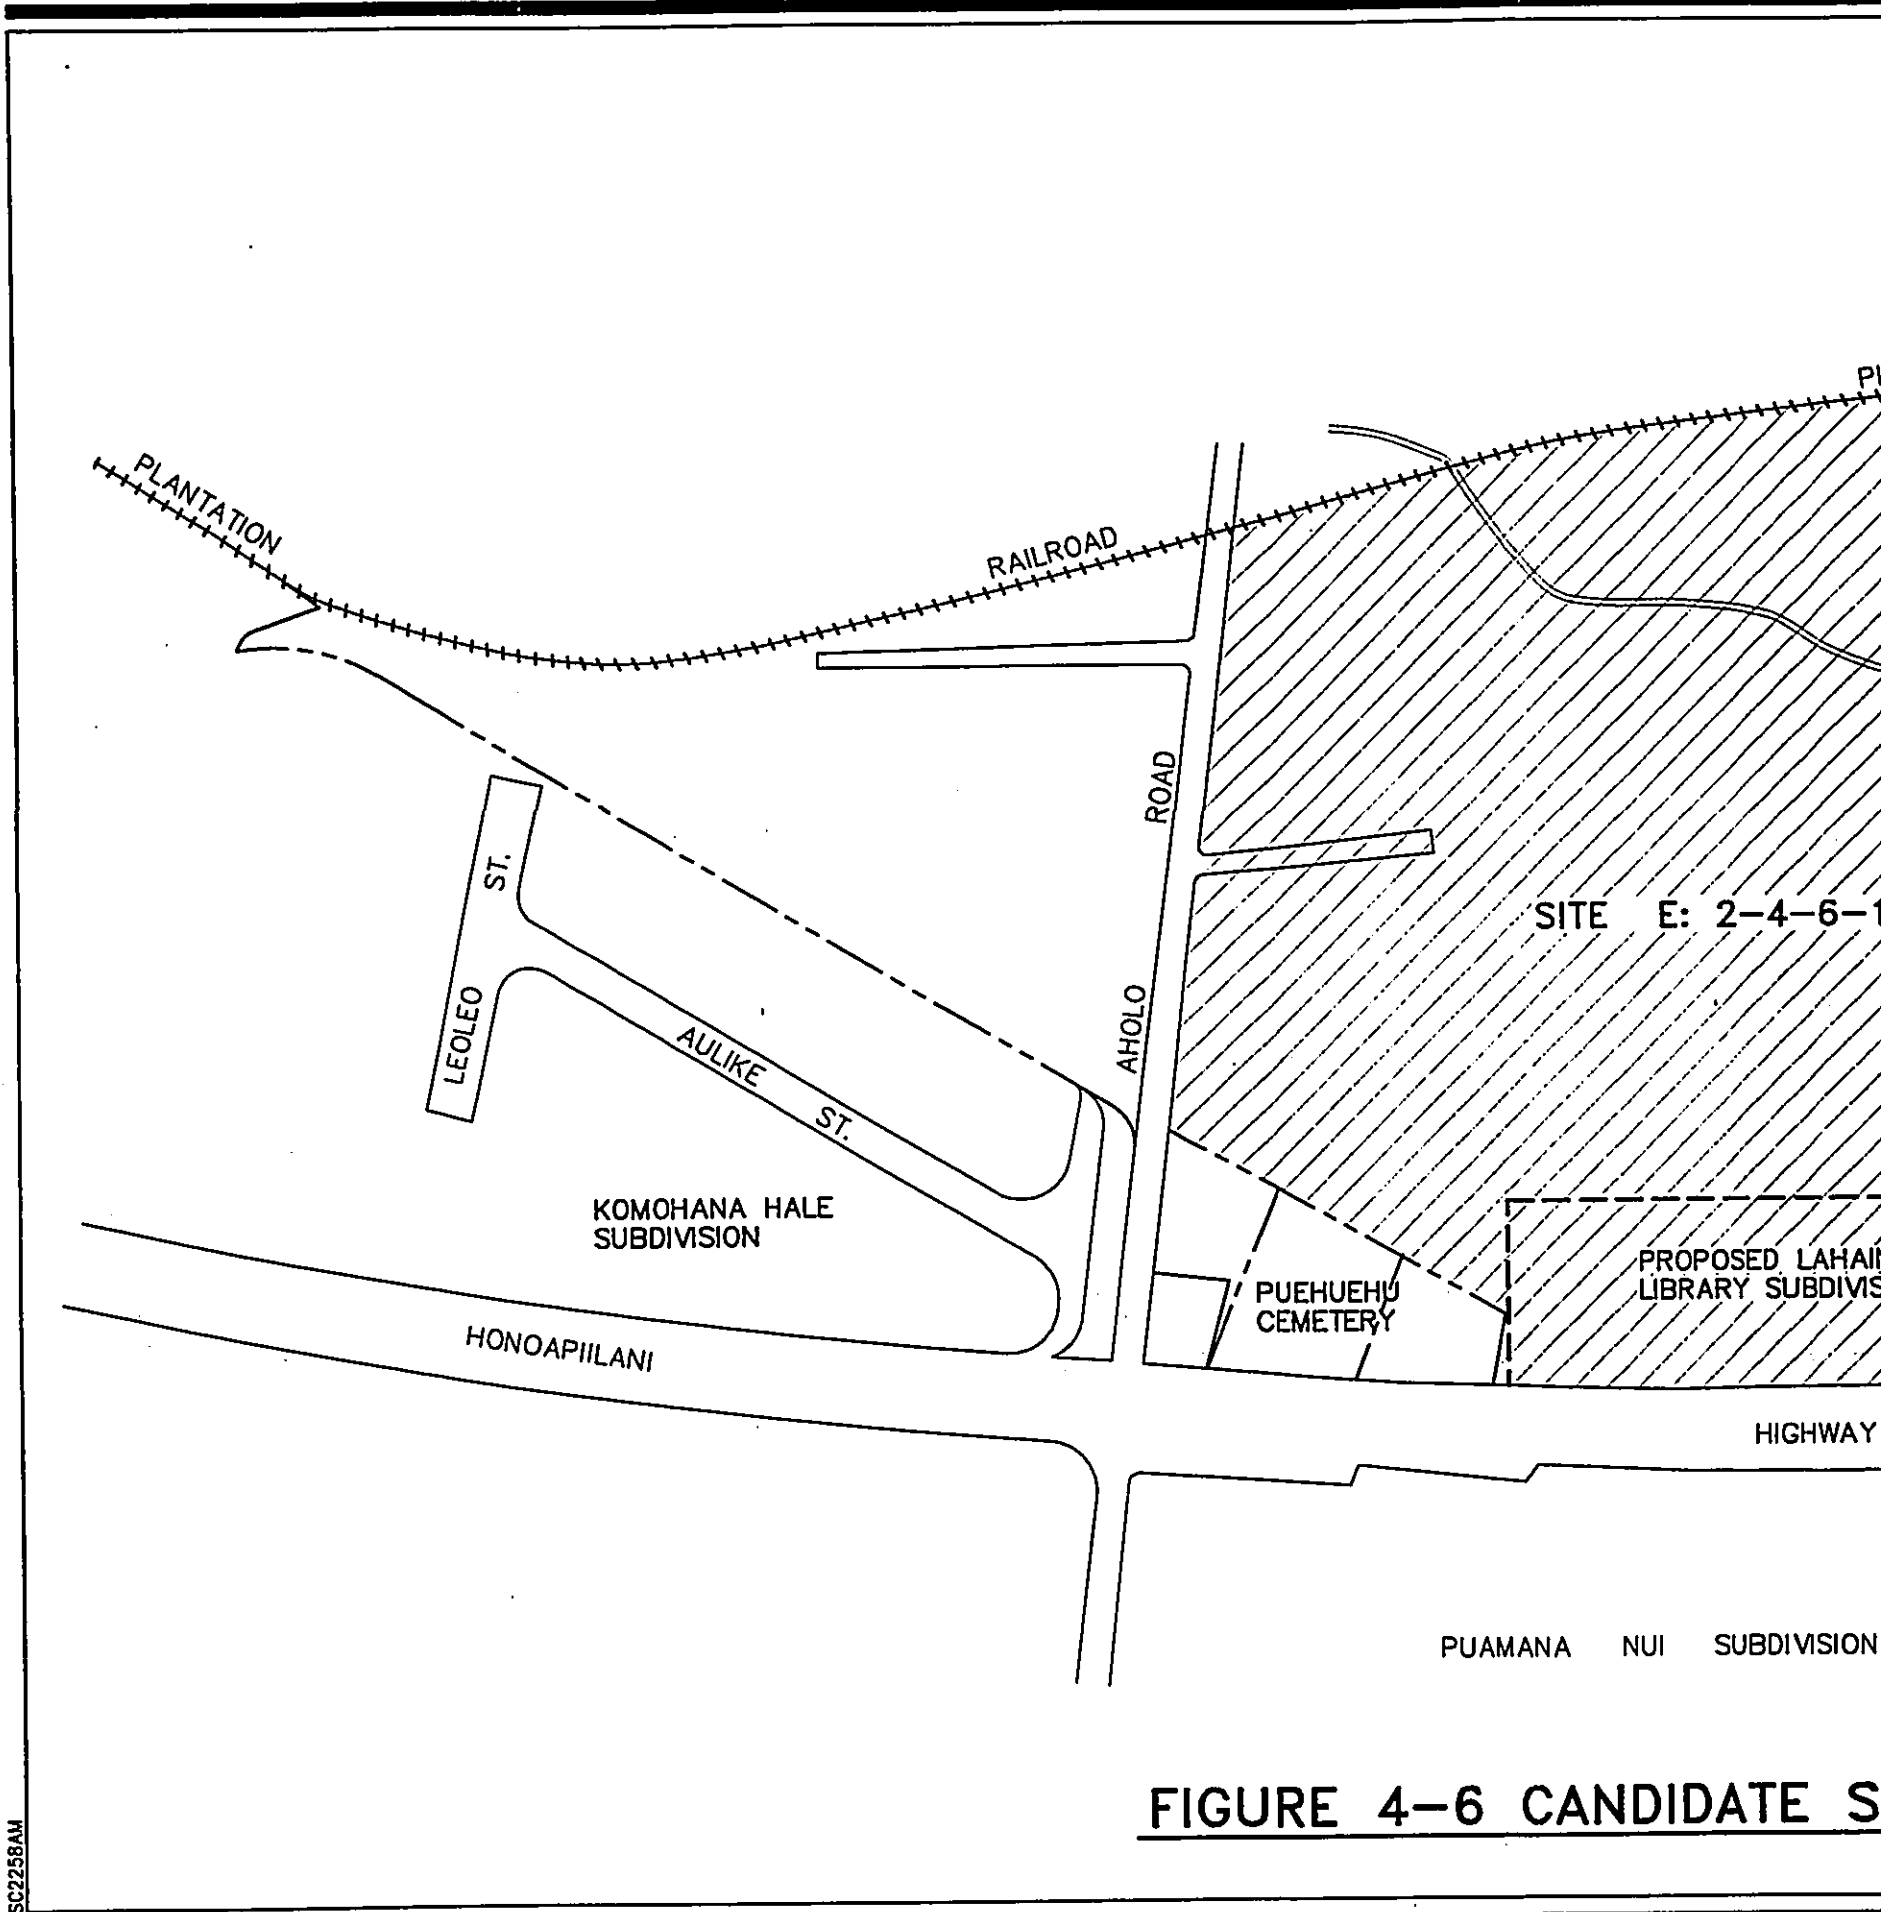 PLANTATION
RAILROAD
ROAD
AHOLO
ST.
LEOLEO
AULIKE
ST.
SITE E: 2-4-6-1
KOMOHANA HALE
SUBDIVISION
PUEHUEHU
CEMETERY
PROPOSED LAHAIN
LIBRARY SUBDIVIS
HONOAPIILANI
HIGHWAY
PUAMANA NUI SUBDIVISION
FIGURE 4-6 CANDIDATE S
SC2258AM